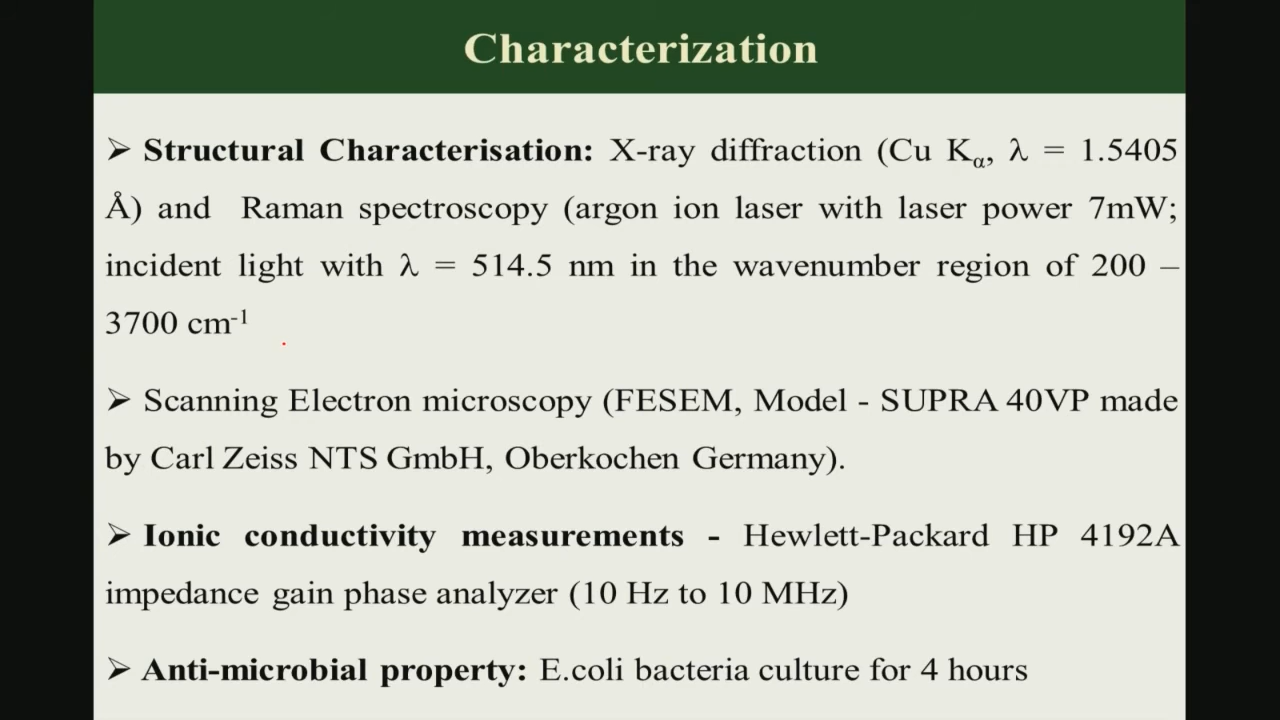 Characterization
➢ Structural Characterisation: X-ray diffraction (Cu Kα, λ = 1.5405
Å) and Raman spectroscopy (argon ion laser with laser power 7mW;
incident light with λ = 514.5 nm in the wavenumber region of 200 –
3700 cm-1
➢ Scanning Electron microscopy (FESEM, Model - SUPRA 40VP made
by Carl Zeiss NTS GmbH, Oberkochen Germany).
➢ Ionic conductivity measurements - Hewlett-Packard HP 4192A
impedance gain phase analyzer (10 Hz to 10 MHz)
➢ Anti-microbial property: E.coli bacteria culture for 4 hours